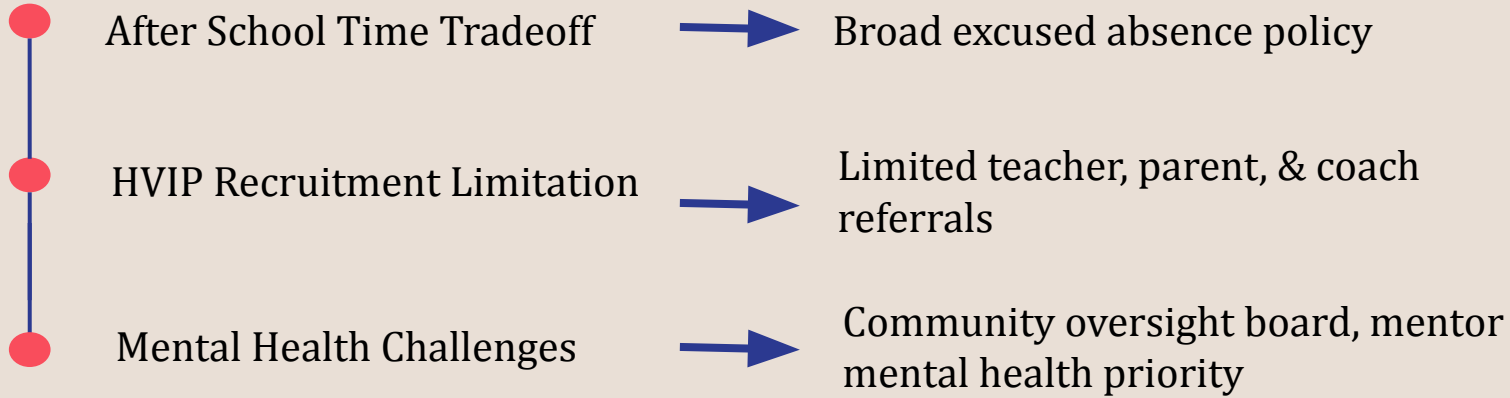 After School Time Tradeoff
Broad excused absence policy
HVIP Recruitment Limitation
Limited teacher, parent, & coach
referrals
Mental Health Challenges
Community oversight board, mentor
mental health priority